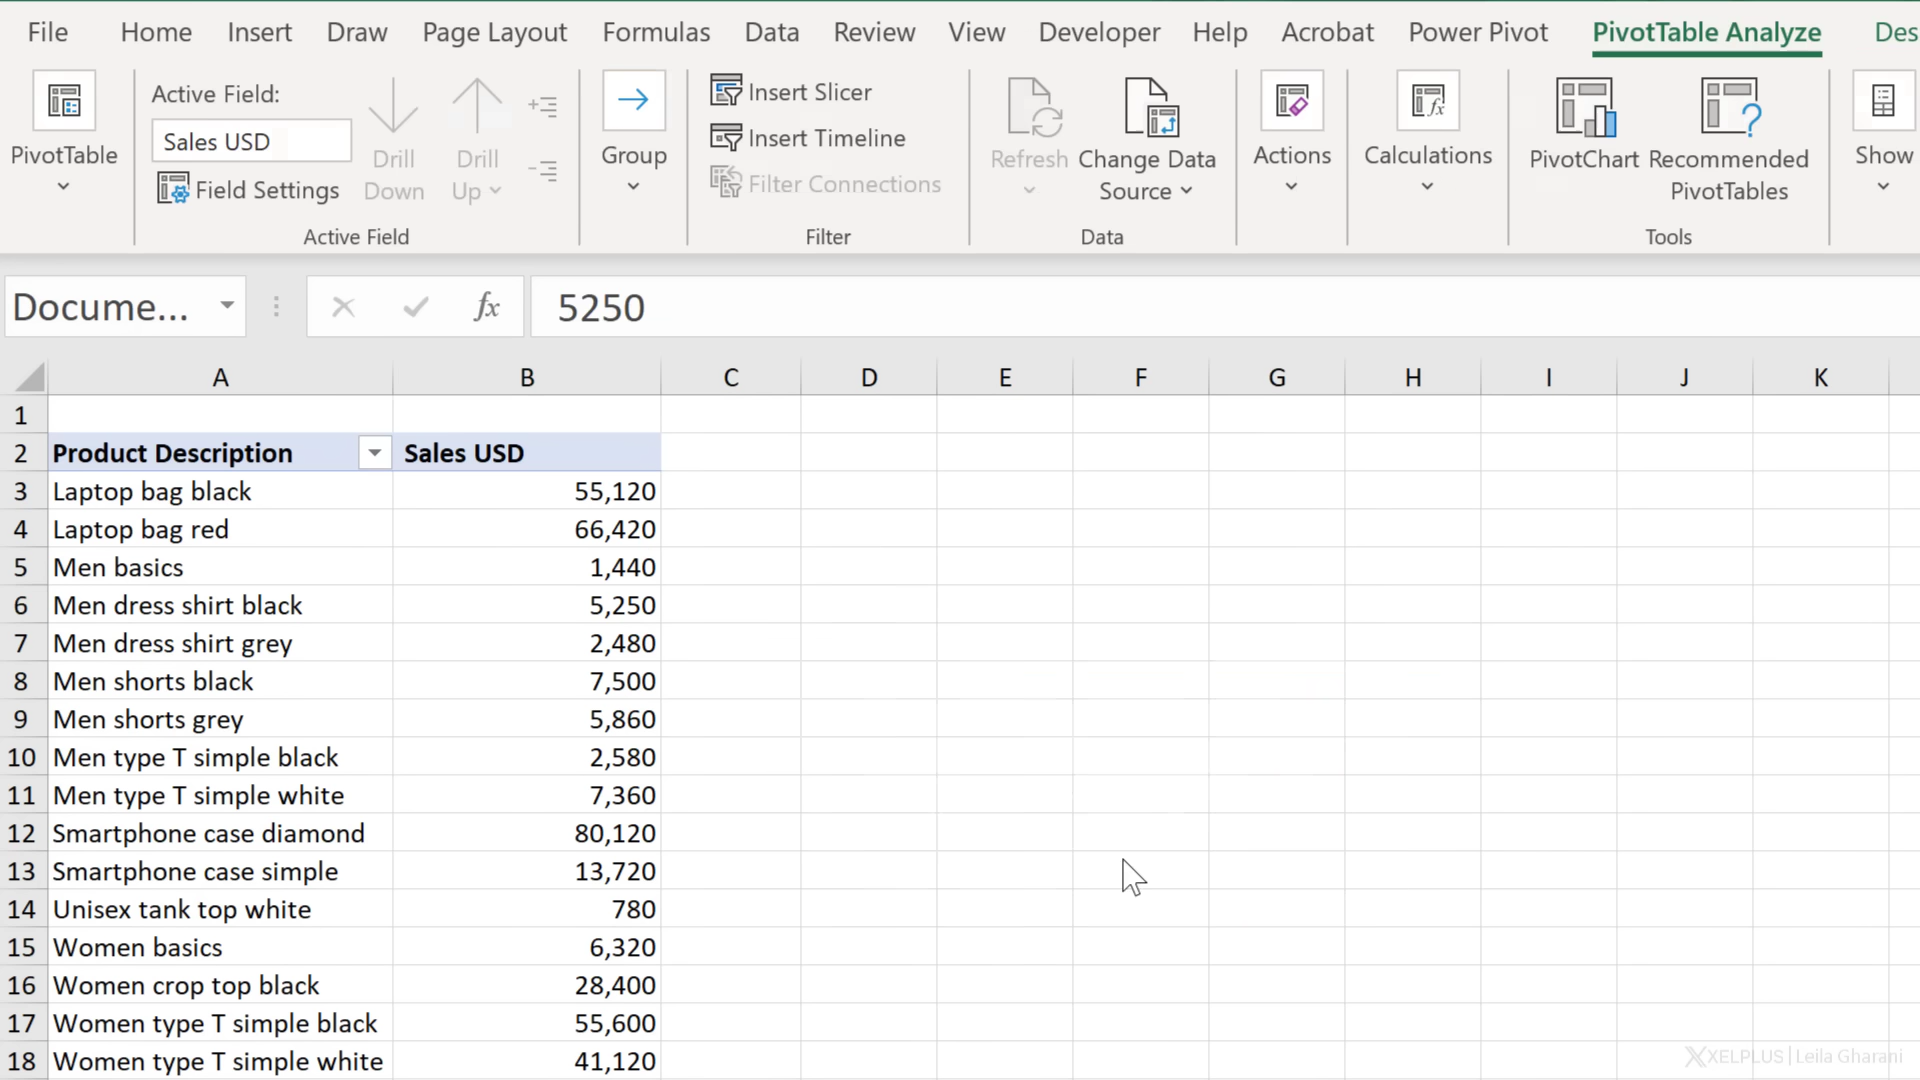 File Home Insert Draw Page Layout Formulas Data Review View Developer Help Acrobat Power Pivot PivotTable Analyze Des
PivotTable
Active Field:
Sales USD
Field Settings
Drill
Down
Drill
Up
Active Field
Group
Insert Slicer
Insert Timeline
Filter Connections
Filter
Refresh
Change Data
Source
Data
Actions
Calculations
PivotChart
Recommended
PivotTables
Tools
Show
Docume... fx 5250
A B C D E F G H I J K
1
2 Product Description Sales USD
3 Laptop bag black 55,120
4 Laptop bag red 66,420
5 Men basics 1,440
6 Men dress shirt black 5,250
7 Men dress shirt grey 2,480
8 Men shorts black 7,500
9 Men shorts grey 5,860
10 Men type T simple black 2,580
11 Men type T simple white 7,360
12 Smartphone case diamond 80,120
13 Smartphone case simple 13,720
14 Unisex tank top white 780
15 Women basics 6,320
16 Women crop top black 28,400
17 Women type T simple black 55,600
18 Women type T simple white 41,120
XELPLUS | Leila Gharani